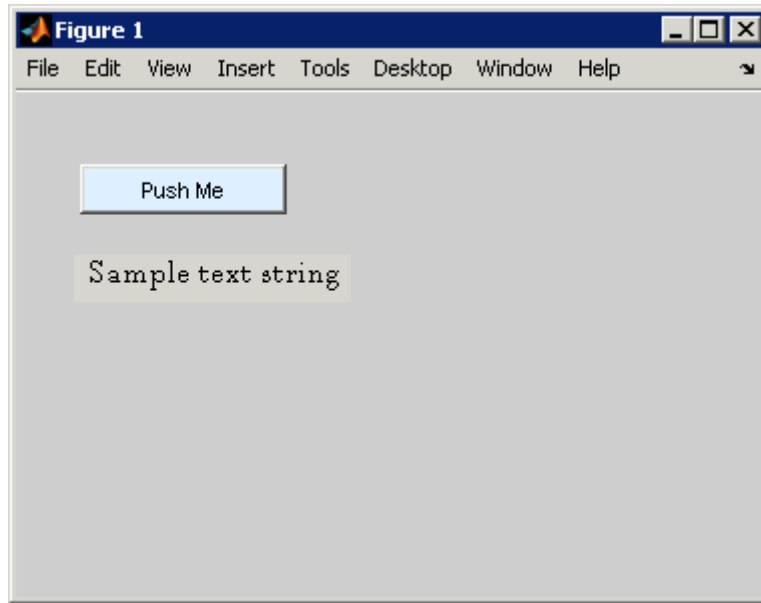 Figure 1
File Edit View Insert Tools Desktop Window Help
Push Me
Sample text string